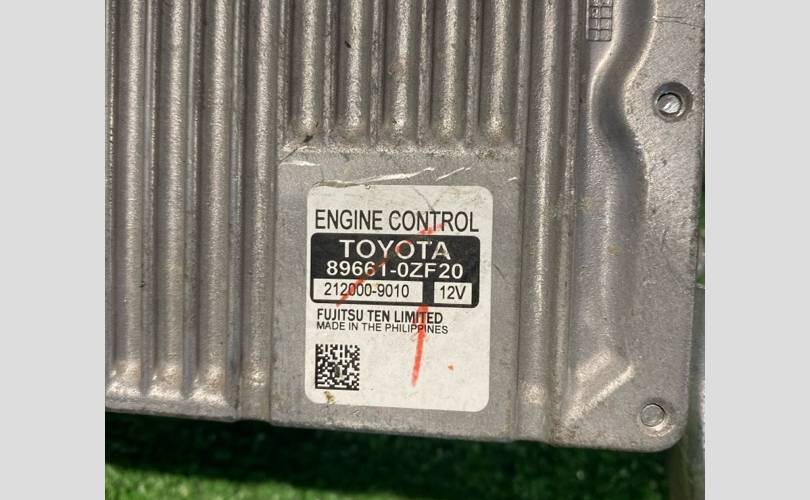 ENGINE CONTROL
TOYOTA
89661-0ZF20
212000-9010 12V
FUJITSU TEN LIMITED
MADE IN THE PHILIPPINES